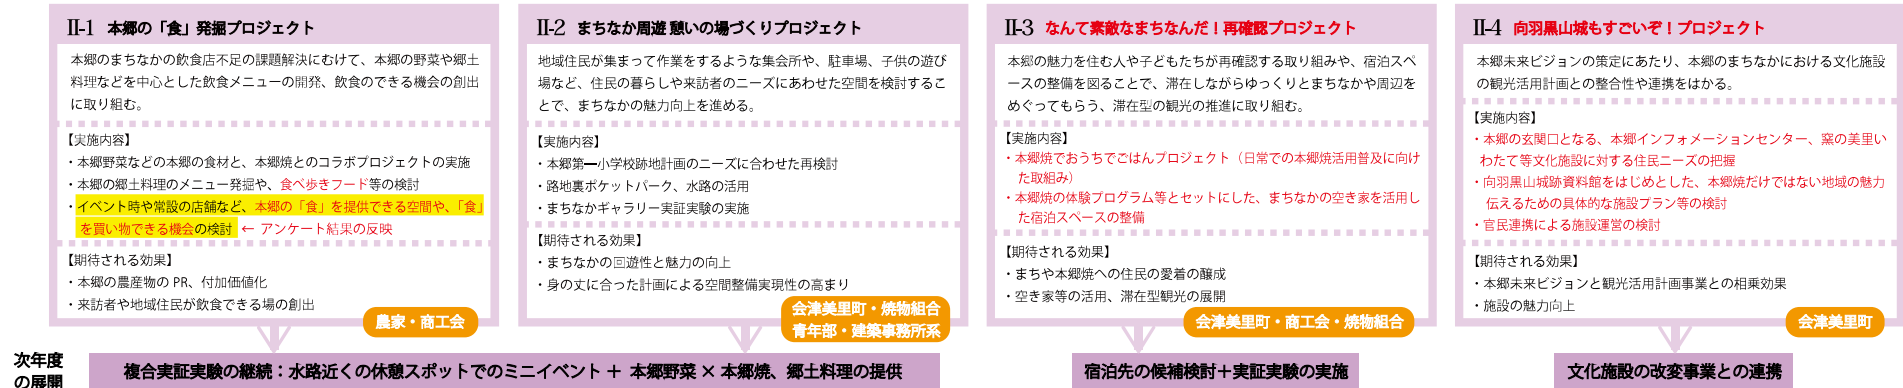 II-1 本郷の「食」発掘プロジェクト
本郷のまちなかの飲食店不足の課題解決にむけて、本郷の野菜や郷土
料理などを中心とした飲食メニューの開発、飲食のできる機会の創出
に取り組む。
【実施内容】
・本郷野菜などの本郷の食材と、本郷焼とのコラボプロジェクトの実施
・本郷の郷土料理のメニュー発掘や、食べ歩きフード等の検討
・イベント時や常設の店舗など、本郷の「食」を提供できる空間や、「食」
を買い物できる機会の検討 ← アンケート結果の反映
【期待される効果】
・本郷の農産物の PR、付加価値化
・来訪者や地域住民が飲食できる場の創出
農家・商工会
II-2 まちなか周遊 憩いの場づくりプロジェクト
地域住民が集まって作業をするような集会所や、駐車場、子供の遊び
場など、住民の暮らしや来訪者のニーズにあわせた空間を検討するこ
とで、まちなかの魅力向上を進める。
【実施内容】
・本郷第一小学校跡地計画のニーズに合わせた再検討
・路地裏ポケットパーク、水路の活用
・まちなかギャラリー実証実験の実施
【期待される効果】
・まちなかの回遊性と魅力の向上
・身の丈に合った計画による空間整備実現性の高まり
会津美里町・焼物組合
青年部・建築事務所系
II-3 なんて素敵なまちなんだ！再確認プロジェクト
本郷の魅力を住む人や子どもたちが再確認する取り組みや、宿泊スペ
ースの整備を図ることで、滞在しながらゆっくりとまちなかや周辺を
めぐってもらう、滞在型の観光の推進に取り組む。
【実施内容】
・本郷焼でおうちでごはんプロジェクト（日常での本郷焼活用普及に向け
た取組み）
・本郷焼の体験プログラム等とセットにした、まちなかの空き家を活用し
た宿泊スペースの整備
【期待される効果】
・まちや本郷焼への住民の愛着の醸成
・空き家等の活用、滞在型観光の展開
会津美里町・商工会・焼物組合
II-4 向羽黒山城もすごいぞ！プロジェクト
本郷未来ビジョンの策定にあたり、本郷のまちなかにおける文化施設
の観光活用計画との整合性や連携をはかる。
【実施内容】
・本郷の玄関口となる、本郷インフォメーションセンター、窯の美里い
わたて等文化施設に対する住民ニーズの把握
・向羽黒山城跡資料館をはじめとした、本郷焼だけではない地域の魅力
伝えるための具体的な施設プラン等の検討
・官民連携による施設運営の検討
【期待される効果】
・本郷未来ビジョンと観光活用計画事業との相乗効果
・施設の魅力向上
会津美里町
次年度
の展開
複合実証実験の継続：水路近くの休憩スポットでのミニイベント ＋ 本郷野菜 × 本郷焼、郷土料理の提供
宿泊先の候補検討＋実証実験の実施
文化施設の改変事業との連携